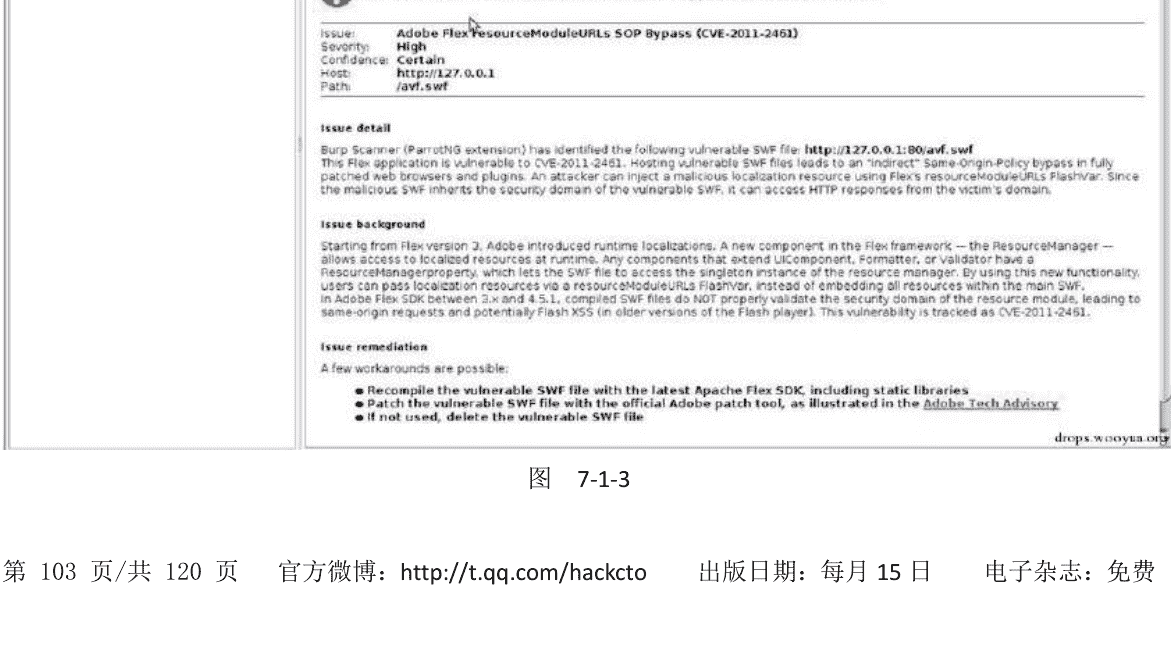 Issue: Adobe Flex resourceModuleURLs SOP Bypass (CVE-2011-2461)
Severity: High
Confidence: Certain
Host: http://127.0.0.1
Path: /avf.swf
Issue detail
Burp Scanner (ParrotNG extension) has identified the following vulnerable SWF file: http://127.0.0.1:80/avf.swf
This Flex application is vulnerable to CVE-2011-2461. Hosting vulnerable SWF files leads to an "indirect" Same-Origin-Policy bypass in fully
patched web browsers and plugins. An attacker can inject a malicious localization resource using Flex's resourceModuleURLs FlashVar. Since
the malicious SWF inherits the security domain of the vulnerable SWF, it can access HTTP responses from the victim's domain.
Issue background
Starting from Flex version 3, Adobe introduced runtime localizations. A new component in the Flex framework — the ResourceManager —
allows access to localized resources at runtime. Any components that extend UIComponent, Formatter, or Validator have a
ResourceManagerproperty, which lets the SWF file to access the singleton instance of the resource manager. By using this new functionality,
users can pass localization resources via a resourceModuleURLs FlashVar, instead of embedding all resources within the main SWF.
In Adobe Flex SDK between 3.x and 4.5.1, compiled SWF files do NOT properly validate the security domain of the resource module, leading to
same-origin requests and potentially Flash XSS (in older versions of the Flash player). This vulnerability is tracked as CVE-2011-2461.
Issue remediation
A few workarounds are possible:
● Recompile the vulnerable SWF file with the latest Apache Flex SDK, including static libraries
● Patch the vulnerable SWF file with the official Adobe patch tool, as illustrated in the Adobe Tech Advisory
● If not used, delete the vulnerable SWF file
drops.wooyun.org
图 7-1-3
第 103 页/共 120 页 官方微博：http://t.qq.com/hackcto 出版日期：每月 15 日 电子杂志：免费